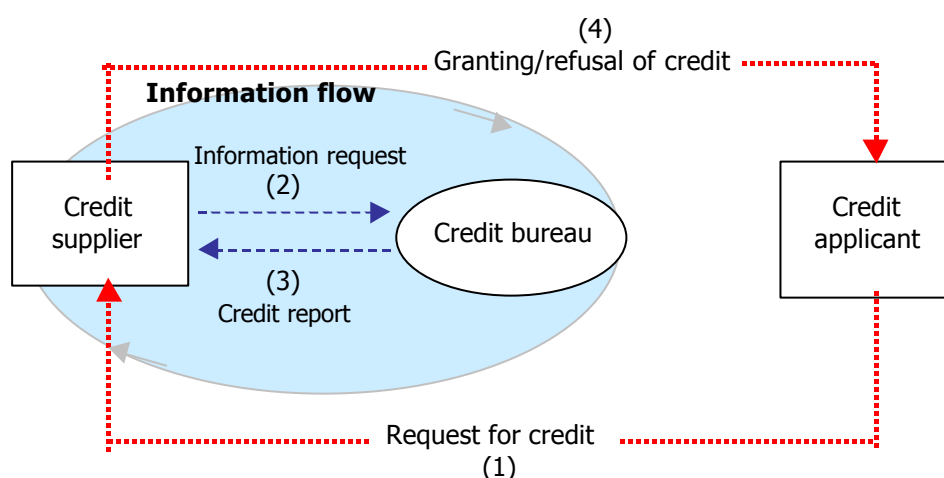 (4)
Granting/refusal of credit
Information flow
Information request
(2)
Credit
supplier
Credit bureau
Credit
applicant
(3)
Credit report
Request for credit
(1)